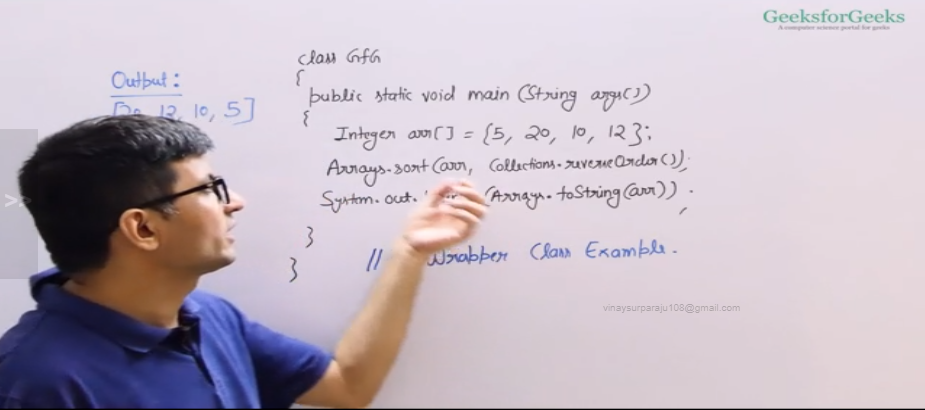 GeeksforGeeks
A computer science portal for geeks
Output:
[20, 12, 10, 5]
class GfG
{
public static void main (String args[])
{
Integer arr[] = {5, 20, 10, 12};
Arrays.sort(arr, Collections.reverseOrder());
System.out. (Arrays.toString(arr));
}
}
// Wrapper Class Example.
vinaysurparaju108@gmail.com
>>